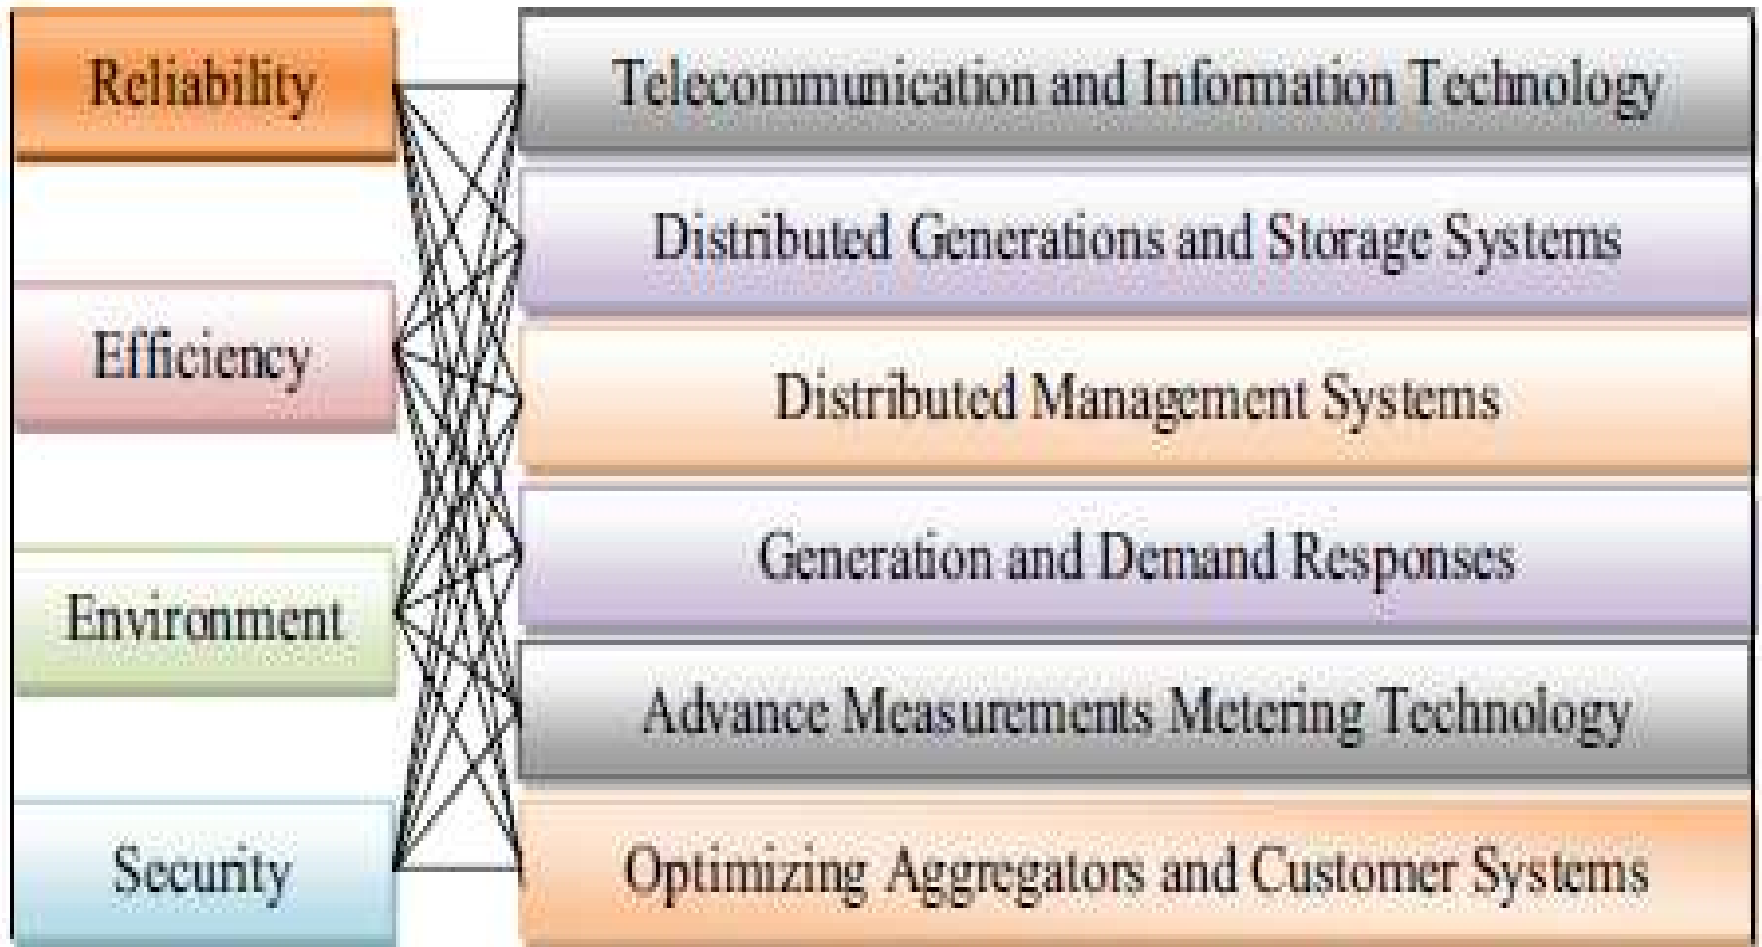 Reliability
Efficiency
Environment
Security
Telecommunication and Information Technology
Distributed Generations and Storage Systems
Distributed Management Systems
Generation and Demand Responses
Advance Measurements Metering Technology
Optimizing Aggregators and Customer Systems